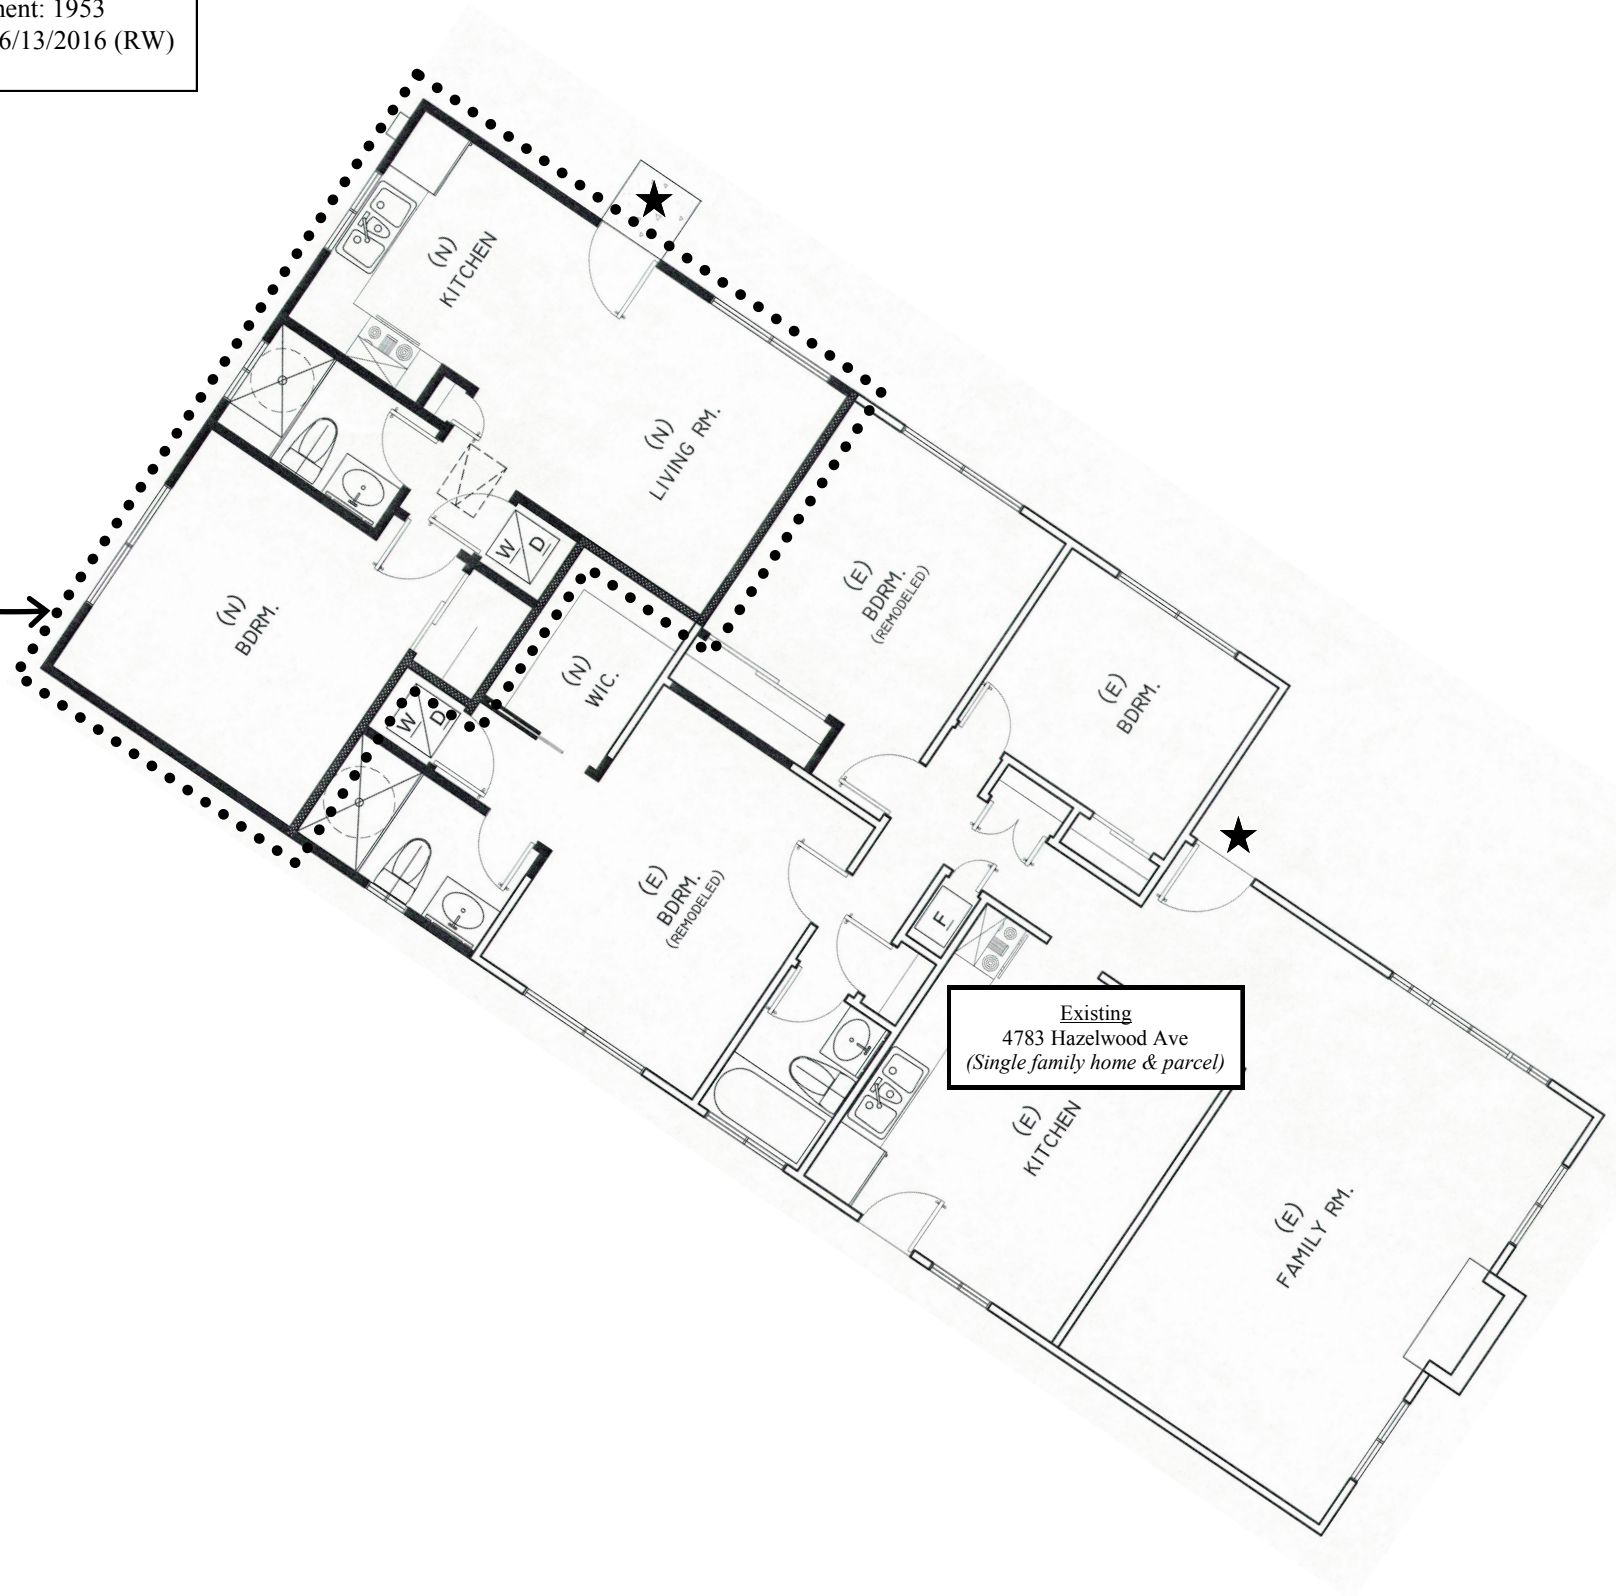 1953
6/13/2016 (RW)
(N)
KITCHEN
(N)
LIVING RM.
W
D
(N)
BDRM.
(N)
WIC.
W
D
(E)
BDRM.
(REMODELED)
(E)
BDRM.
(E)
BDRM.
(REMODELED)
F
Existing
4783 Hazelwood Ave
(Single family home & parcel)
(E)
KITCHEN
(E)
FAMILY RM.